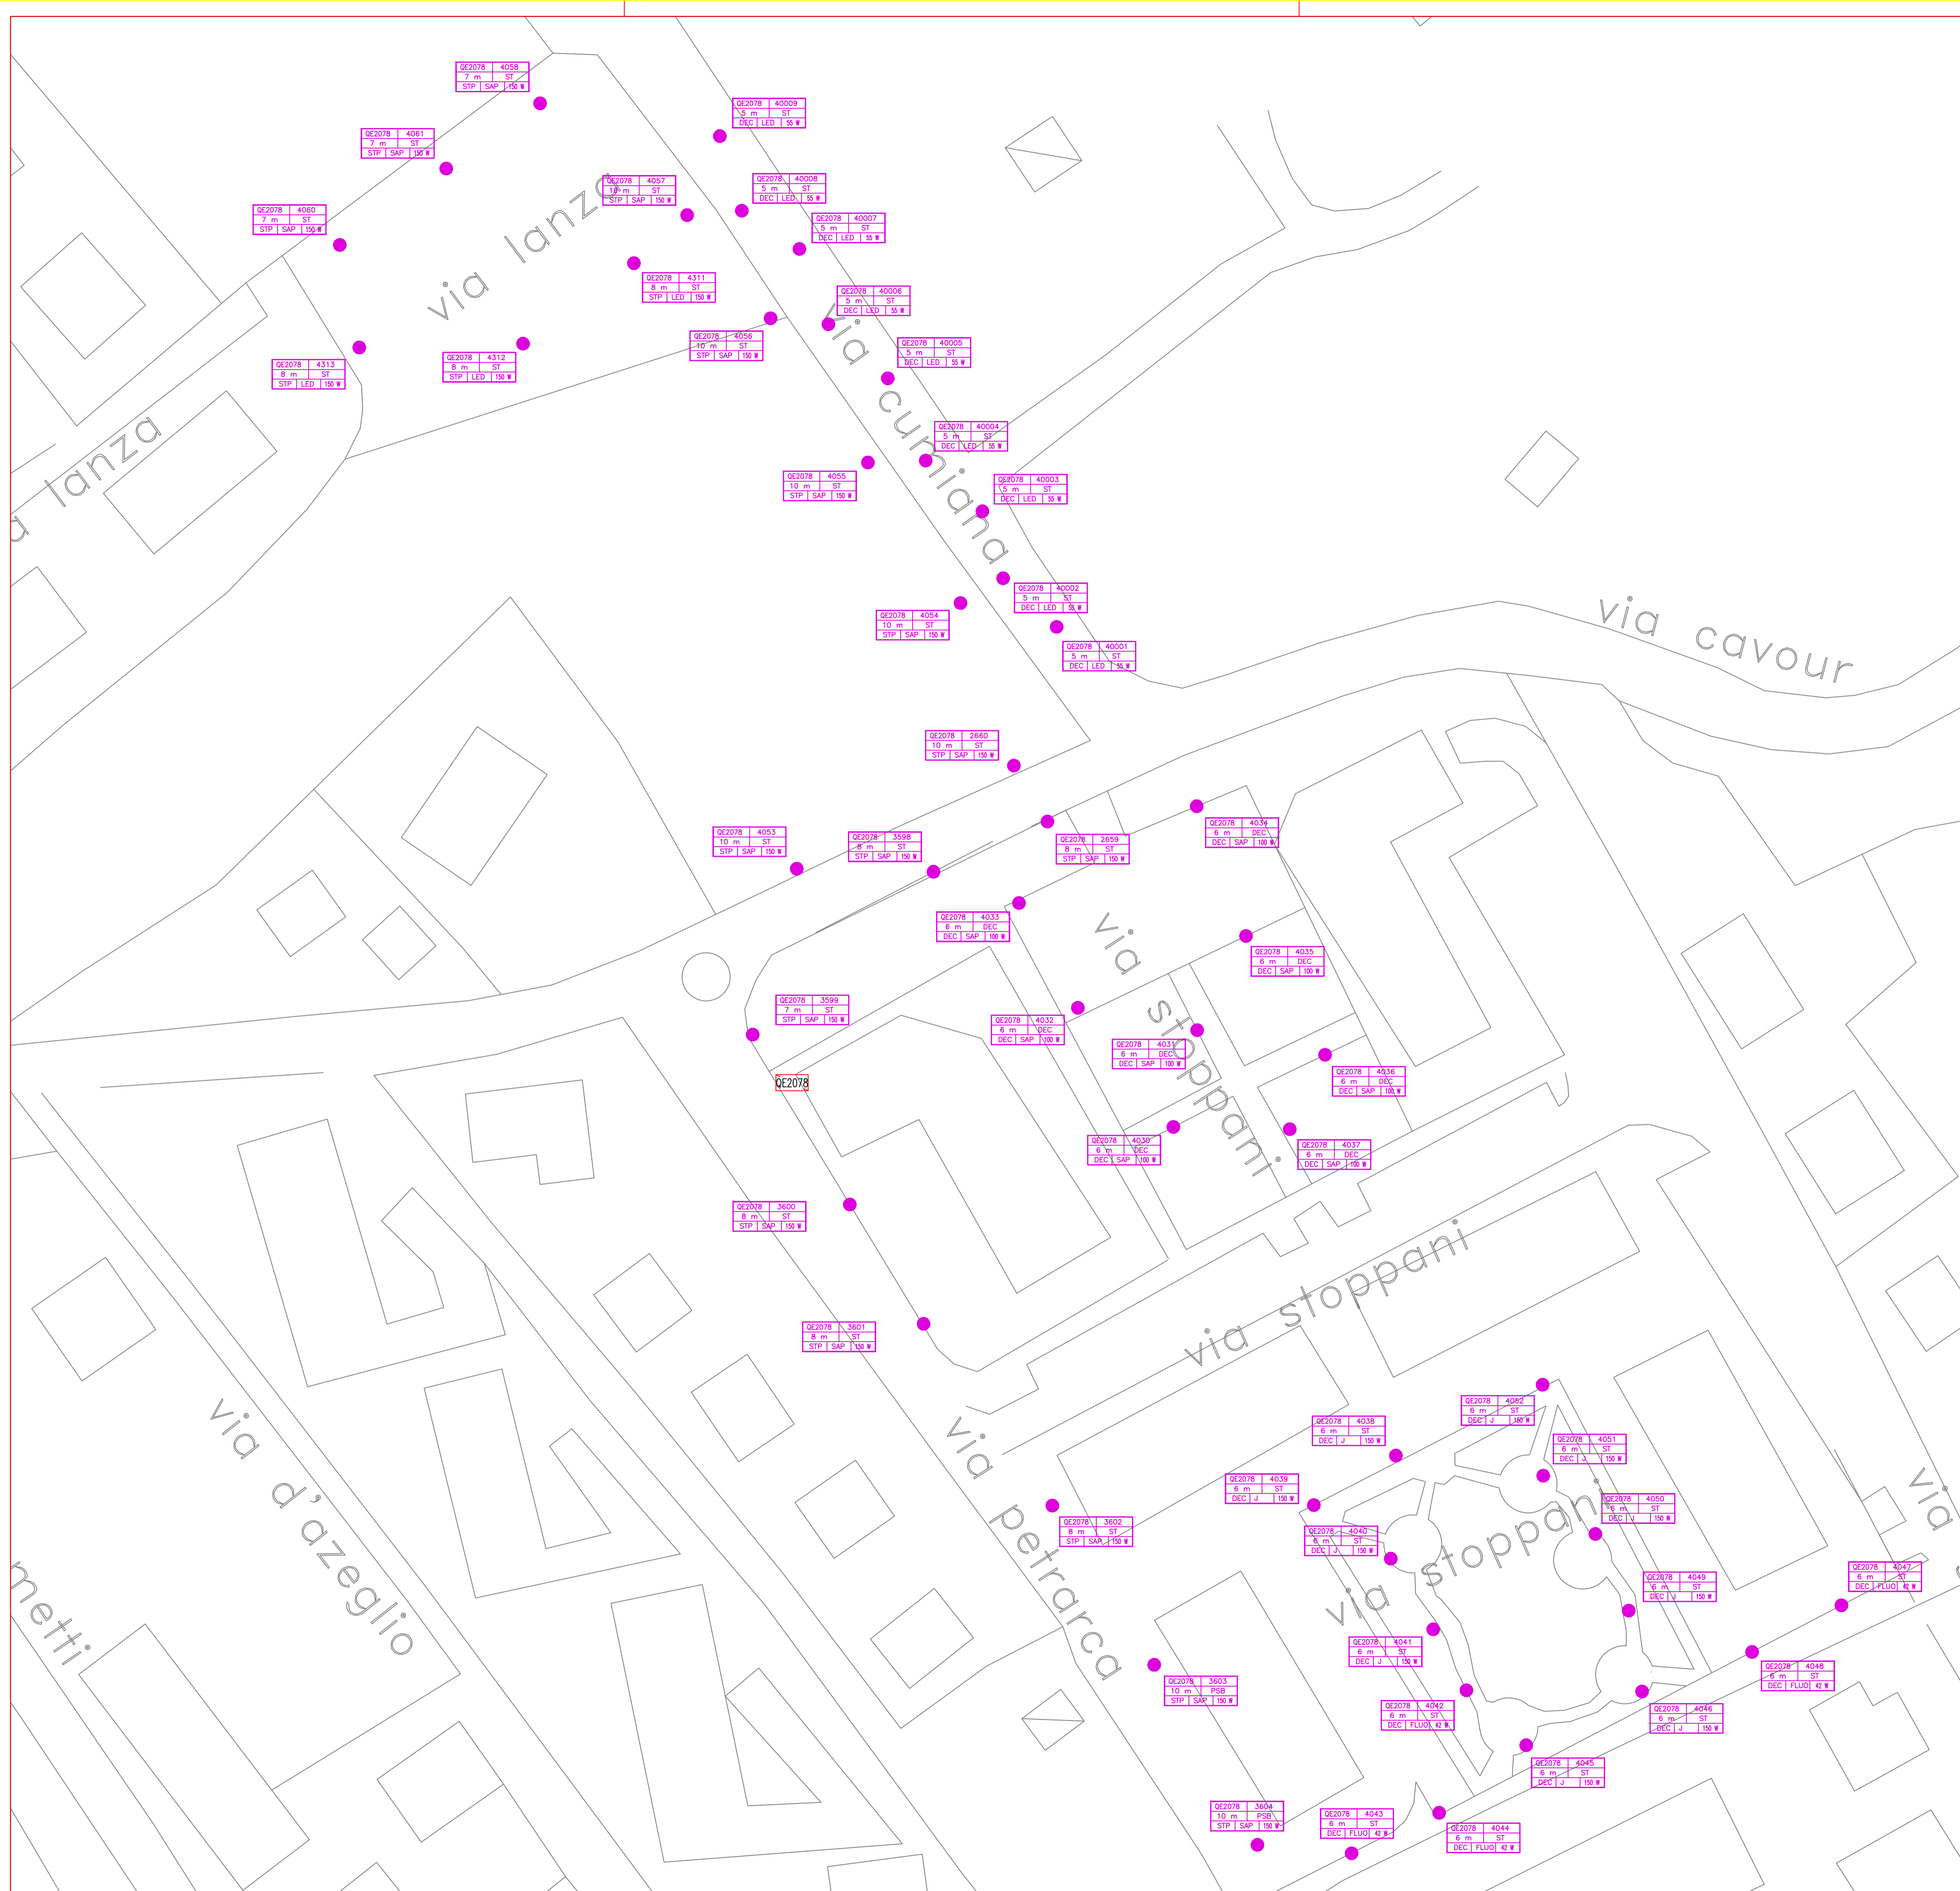 QE2078 4058
7 m ST
STP SAP 150 W
QE2078 40009
5 m ST
DEC LED 55 W
QE2078 4061
7 m ST
STP SAP 150 W
QE2078 4057
10 m ST
STP SAP 150 W
QE2078 40008
5 m ST
DEC LED 55 W
QE2078 4060
7 m ST
STP SAP 150 W
via lanza
QE2078 40007
5 m ST
DEC LED 55 W
QE2078 4311
8 m ST
STP LED 150 W
QE2078 40006
5 m ST
DEC LED 55 W
QE2078 4056
10 m ST
STP SAP 150 W
QE2078 40005
5 m ST
DEC LED 55 W
QE2078 4313
8 m ST
STP LED 150 W
QE2078 4312
8 m ST
STP LED 150 W
via cumiana
a lanza
QE2078 40004
5 m ST
DEC LED 55 W
QE2078 4055
10 m ST
STP SAP 150 W
QE2078 40003
5 m ST
DEC LED 55 W
QE2078 40002
5 m ST
DEC LED 55 W
QE2078 4054
10 m ST
STP SAP 150 W
via cavour
QE2078 40001
5 m ST
DEC LED 55 W
QE2078 2660
10 m ST
STP SAP 150 W
QE2078 4053
10 m ST
STP SAP 150 W
QE2078 3598
8 m ST
STP SAP 150 W
QE2078 2659
8 m ST
STP SAP 150 W
QE2078 4034
6 m DEC
DEC SAP 100 W
QE2078 4033
6 m DEC
DEC SAP 100 W
via stoppani
QE2078 4035
6 m DEC
DEC SAP 100 W
QE2078 3599
7 m ST
STP SAP 150 W
QE2078 4032
6 m DEC
DEC SAP 100 W
QE2078 4031
6 m DEC
DEC SAP 100 W
QE2078
QE2078 4036
6 m DEC
DEC SAP 100 W
QE2078 4030
6 m DEC
DEC SAP 100 W
QE2078 4037
6 m DEC
DEC SAP 100 W
QE2078 3600
8 m ST
STP SAP 150 W
via stoppani
QE2078 3601
8 m ST
STP SAP 150 W
via d'azeglio
via petrarca
QE2078 4052
6 m ST
DEC J 150 W
QE2078 4038
6 m ST
DEC J 150 W
QE2078 4051
6 m ST
DEC J 150 W
QE2078 4039
6 m ST
DEC J 150 W
via
QE2078 4050
6 m ST
DEC J 150 W
QE2078 3602
8 m ST
STP SAP 150 W
QE2078 4040
6 m ST
DEC J 150 W
via stoppani
QE2078 4047
6 m ST
DEC FLUO 42 W
QE2078 4049
6 m ST
DEC J 150 W
metti
QE2078 4041
6 m ST
DEC J 150 W
QE2078 4048
6 m ST
DEC FLUO 42 W
QE2078 3603
10 m PSB
STP SAP 150 W
QE2078 4042
6 m ST
DEC FLUO 42 W
QE2078 4046
6 m ST
DEC J 150 W
QE2078 4045
6 m ST
DEC J 150 W
QE2078 3604
10 m PSB
STP SAP 150 W
QE2078 4043
6 m ST
DEC FLUO 42 W
QE2078 4044
6 m ST
DEC FLUO 42 W